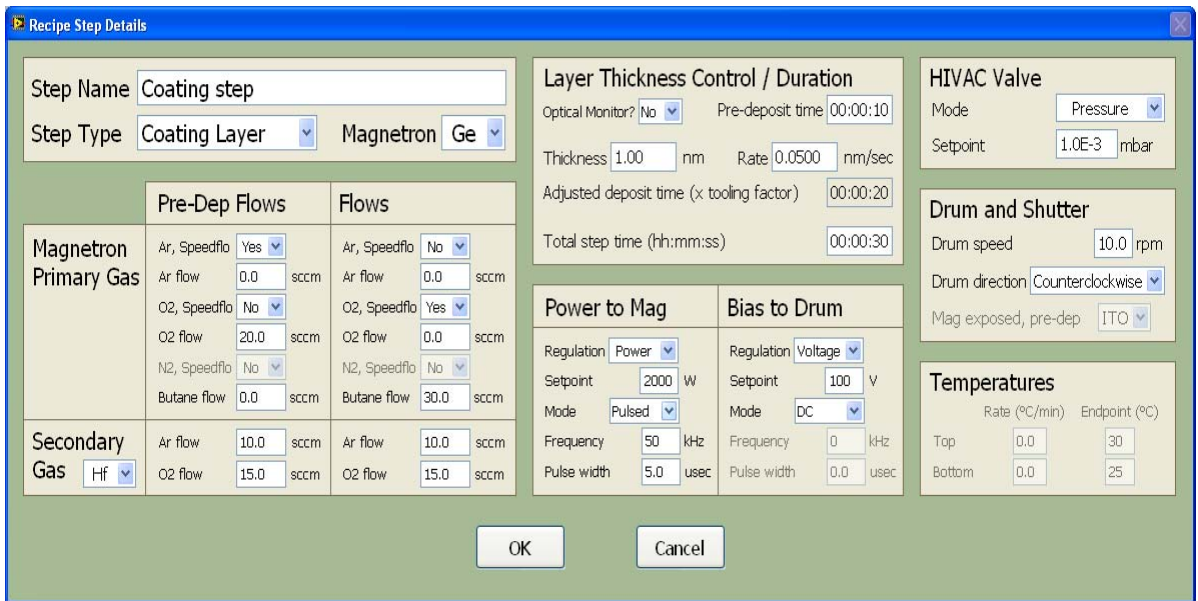 Recipe Step Details
Step Name Coating step
Step Type Coating Layer Magnetron Ge
Pre-Dep Flows Flows
Magnetron Primary Gas
Ar, Speedflo Yes Ar, Speedflo No
Ar flow 0.0 sccm Ar flow 0.0 sccm
O2, Speedflo No O2, Speedflo Yes
O2 flow 20.0 sccm O2 flow 0.0 sccm
N2, Speedflo No N2, Speedflo No
Butane flow 0.0 sccm Butane flow 30.0 sccm
Secondary Gas Hf
Ar flow 10.0 sccm Ar flow 10.0 sccm
O2 flow 15.0 sccm O2 flow 15.0 sccm
Layer Thickness Control / Duration
Optical Monitor? No Pre-deposit time 00:00:10
Thickness 1.00 nm Rate 0.0500 nm/sec
Adjusted deposit time (x tooling factor) 00:00:20
Total step time (hh:mm:ss) 00:00:30
Power to Mag
Regulation Power
Setpoint 2000 W
Mode Pulsed
Frequency 50 kHz
Pulse width 5.0 usec
Bias to Drum
Regulation Voltage
Setpoint 100 V
Mode DC
Frequency 0 kHz
Pulse width 0.0 usec
HIVAC Valve
Mode Pressure
Setpoint 1.0E-3 mbar
Drum and Shutter
Drum speed 10.0 rpm
Drum direction Counterclockwise
Mag exposed, pre-dep ITO
Temperatures
Rate (ºC/min) Endpoint (ºC)
Top 0.0 30
Bottom 0.0 25
OK Cancel